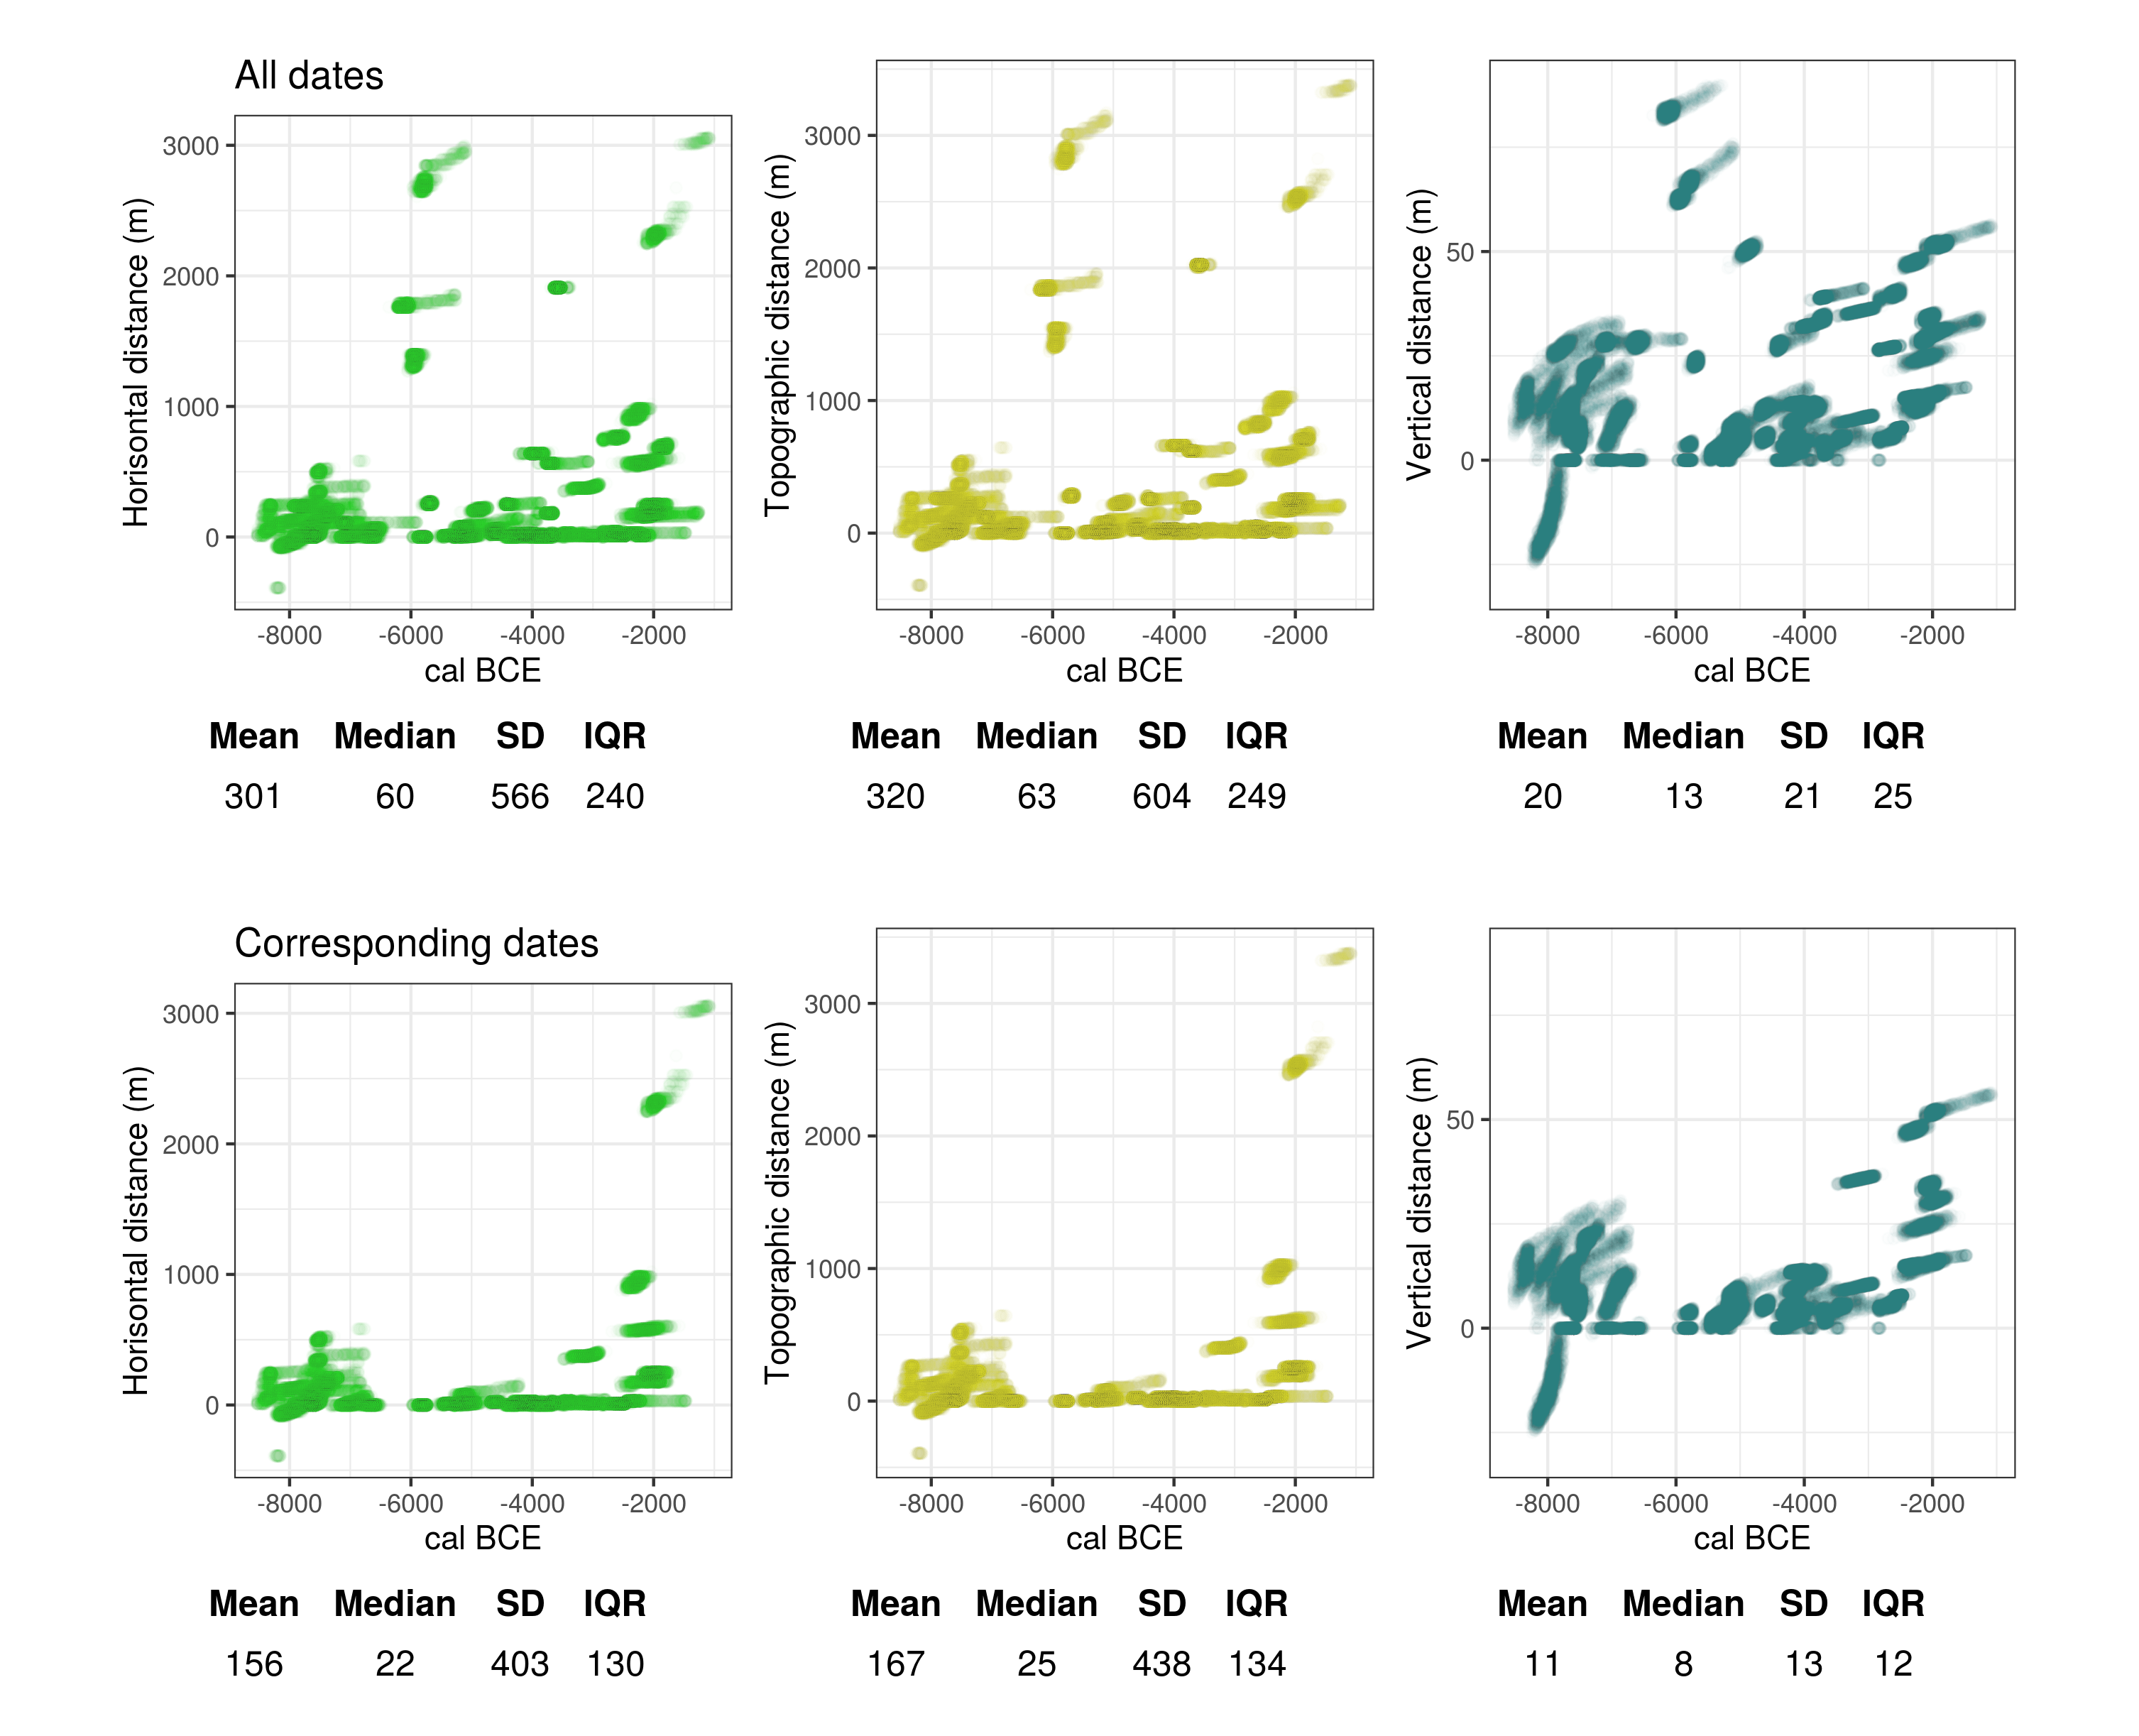 All dates
Horisontal distance (m)
3000
2000
1000
0
-8000 -6000 -4000 -2000
cal BCE
Mean Median SD IQR
301 60 566 240
Topographic distance (m)
3000
2000
1000
0
-8000 -6000 -4000 -2000
cal BCE
Mean Median SD IQR
320 63 604 249
Vertical distance (m)
50
0
-8000 -6000 -4000 -2000
cal BCE
Mean Median SD IQR
20 13 21 25
Corresponding dates
Horisontal distance (m)
3000
2000
1000
0
-8000 -6000 -4000 -2000
cal BCE
Mean Median SD IQR
156 22 403 130
Topographic distance (m)
3000
2000
1000
0
-8000 -6000 -4000 -2000
cal BCE
Mean Median SD IQR
167 25 438 134
Vertical distance (m)
50
0
-8000 -6000 -4000 -2000
cal BCE
Mean Median SD IQR
11 8 13 12